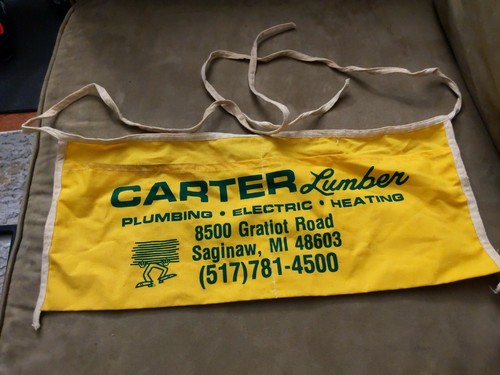 CARTER Lumber
PLUMBING • ELECTRIC • HEATING
8500 Gratiot Road
Saginaw, MI 48603
(517)781-4500